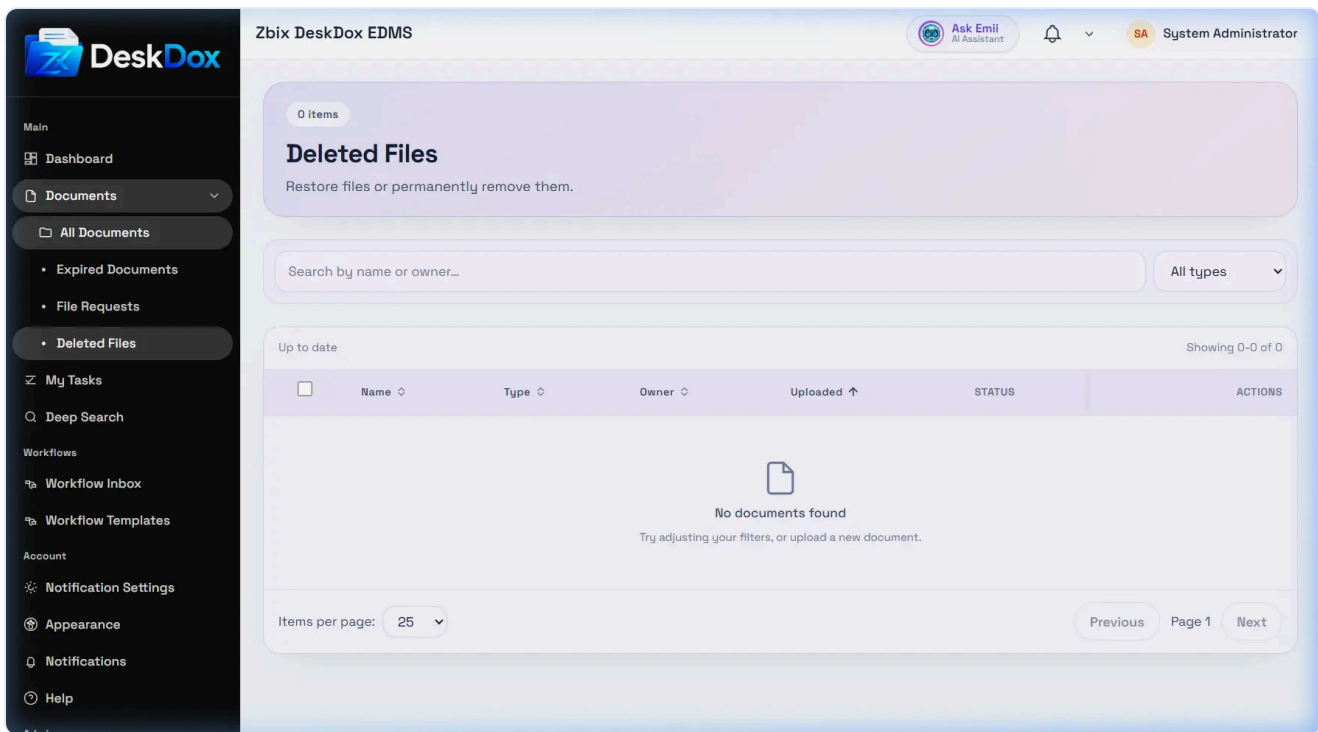 DeskDox
Main
Dashboard
Documents
All Documents
Expired Documents
File Requests
Deleted Files
My Tasks
Deep Search
Workflows
Workflow Inbox
Workflow Templates
Account
Notification Settings
Appearance
Notifications
Help
Zbix DeskDox EDMS
Ask Emii
AI Assistant
SA
System Administrator
0 items
Deleted Files
Restore files or permanently remove them.
Search by name or owner...
All types
Up to date
Showing 0-0 of 0
Name
Type
Owner
Uploaded
STATUS
ACTIONS
No documents found
Try adjusting your filters, or upload a new document.
Items per page: 25
Previous
Page 1
Next